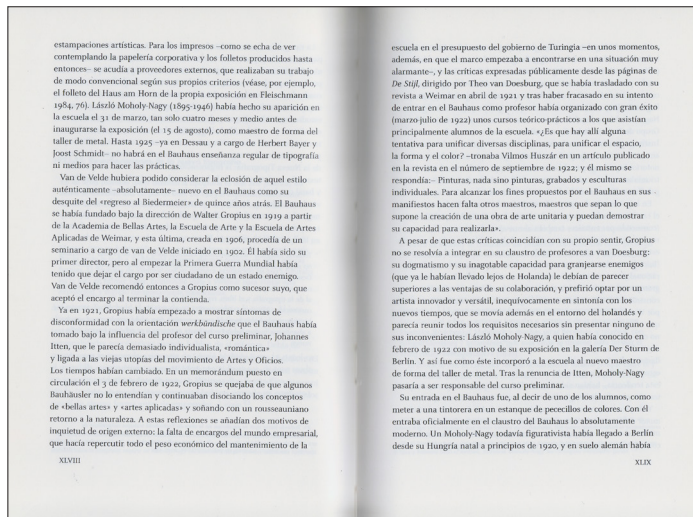 estampaciones artísticas. Para los impresos –como se echa de ver
contemplando la papelería corporativa y los folletos producidos hasta
entonces– se acudía a proveedores externos, que realizaban su trabajo
de modo convencional según sus propios criterios (véase, por ejemplo,
el folleto del Haus am Horn de la propia exposición en Fleischmann
1984, 76). László Moholy-Nagy (1895-1946) había hecho su aparición en
la escuela el 31 de marzo, tan solo cuatro meses y medio antes de
inaugurarse la exposición (el 15 de agosto), como maestro de forma del
taller de metal. Hasta 1925 –ya en Dessau y a cargo de Herbert Bayer y
Joost Schmidt– no habrá en el Bauhaus enseñanza regular de tipografía
ni medios para hacer las prácticas.
Van de Velde hubiera podido considerar la eclosión de aquel estilo
auténticamente –absolutamente– nuevo en el Bauhaus como su
desquite del «regreso al Biedermeier» de quince años atrás. El Bauhaus
se había fundado bajo la dirección de Walter Gropius en 1919 a partir
de la Academia de Bellas Artes, la Escuela de Arte y la Escuela de Artes
Aplicadas de Weimar, y esta última, creada en 1906, procedía de un
seminario a cargo de van de Velde iniciado en 1902. Él había sido su
primer director, pero al empezar la Primera Guerra Mundial había
tenido que dejar el cargo por ser ciudadano de un estado enemigo.
Van de Velde recomendó entonces a Gropius como sucesor suyo, que
aceptó el encargo al terminar la contienda.
Ya en 1921, Gropius había empezado a mostrar síntomas de
disconformidad con la orientación werkbündische que el Bauhaus había
tomado bajo la influencia del profesor del curso preliminar, Johannes
Itten, que le parecía demasiado individualista, «romántica»
y ligada a las viejas utopías del movimiento de Artes y Oficios.
Los tiempos habían cambiado. En un memorándum puesto en
circulación el 3 de febrero de 1922, Gropius se quejaba de que algunos
Bauhäusler no lo entendían y continuaban disociando los conceptos
de «bellas artes» y «artes aplicadas» y soñando con un rousseauniano
retorno a la naturaleza. A estas reflexiones se añadían dos motivos de
inquietud de origen externo: la falta de encargos del mundo empresarial,
que hacía repercutir todo el peso económico del mantenimiento de la
XLVIII
escuela en el presupuesto del gobierno de Turingia –en unos momentos,
además, en que el marco empezaba a encontrarse en una situación muy
alarmante–, y las críticas expresadas públicamente desde las páginas de
De Stijl, dirigido por Theo van Doesburg, que se había trasladado con su
revista a Weimar en abril de 1921 y tras haber fracasado en su intento
de entrar en el Bauhaus como profesor había organizado con gran éxito
(marzo-julio de 1922) unos cursos teórico-prácticos a los que asistían
principalmente alumnos de la escuela. «¿Es que hay allí alguna
tentativa para unificar diversas disciplinas, para unificar el espacio,
la forma y el color? –tronaba Vilmos Huszár en un artículo publicado
en la revista en el número de septiembre de 1922; y él mismo se
respondía:– Pinturas, nada sino pinturas, grabados y esculturas
individuales. Para alcanzar los fines propuestos por el Bauhaus en sus
manifiestos hacen falta otros maestros, maestros que sepan lo que
supone la creación de una obra de arte unitaria y puedan demostrar
su capacidad para realizarla».
A pesar de que estas críticas coincidían con su propio sentir, Gropius
no se resolvía a integrar en su claustro de profesores a van Doesburg:
su dogmatismo y su inagotable capacidad para granjearse enemigos
(que ya le habían llevado lejos de Holanda) le debían de parecer
superiores a las ventajas de su colaboración, y prefirió optar por un
artista innovador y versátil, inequívocamente en sintonía con los
nuevos tiempos, que se movía además en el entorno del holandés y
parecía reunir todos los requisitos necesarios sin presentar ninguno de
sus inconvenientes: László Moholy-Nagy, a quien había conocido en
febrero de 1922 con motivo de su exposición en la galería Der Sturm de
Berlín. Y así fue como éste incorporó a la escuela al nuevo maestro
de forma del taller de metal. Tras la renuncia de Itten, Moholy-Nagy
pasaría a ser responsable del curso preliminar.
Su entrada en el Bauhaus fue, al decir de uno de los alumnos, como
meter a una tintorera en un estanque de pececillos de colores. Con él
entraba oficialmente en el claustro del Bauhaus lo absolutamente
moderno. Un Moholy-Nagy todavía figurativista había llegado a Berlín
desde su Hungría natal a principios de 1920, y en suelo alemán había
XLIX